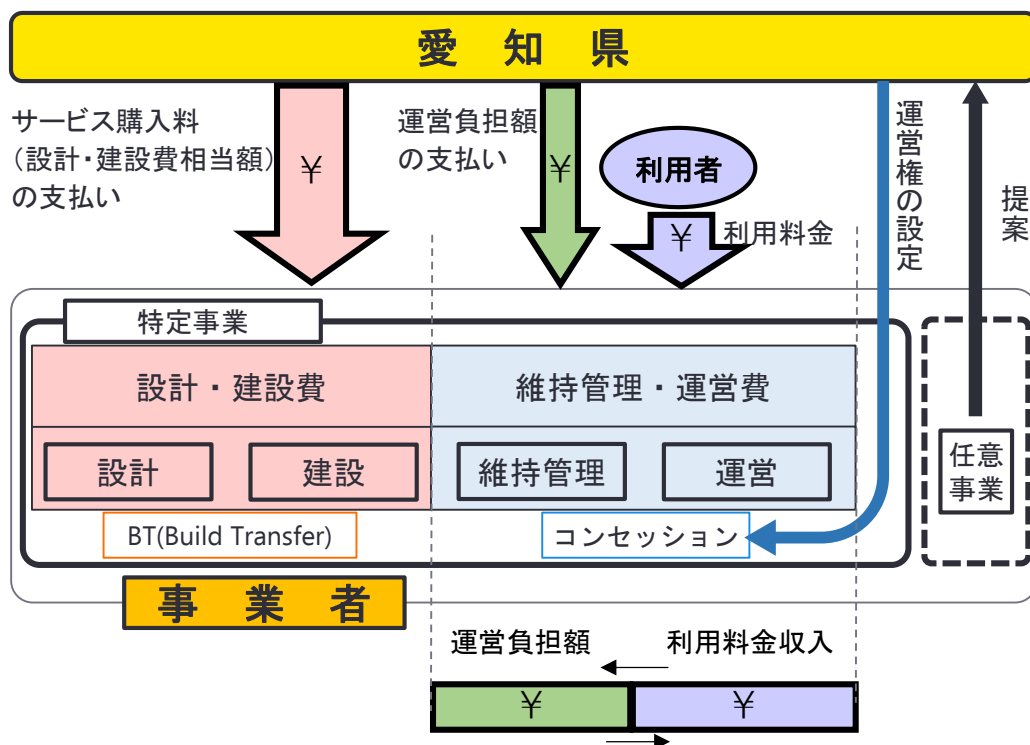 愛 知 県
サービス購入料
（設計・建設費相当額）
の支払い
￥
運営負担額
の支払い
￥
利用者
￥
利用料金
運営権の設定
提案
特定事業
設計・建設費
維持管理・運営費
設計
建設
維持管理
運営
任意
事業
BT(Build Transfer)
コンセッション
事 業 者
運営負担額
利用料金収入
￥
￥